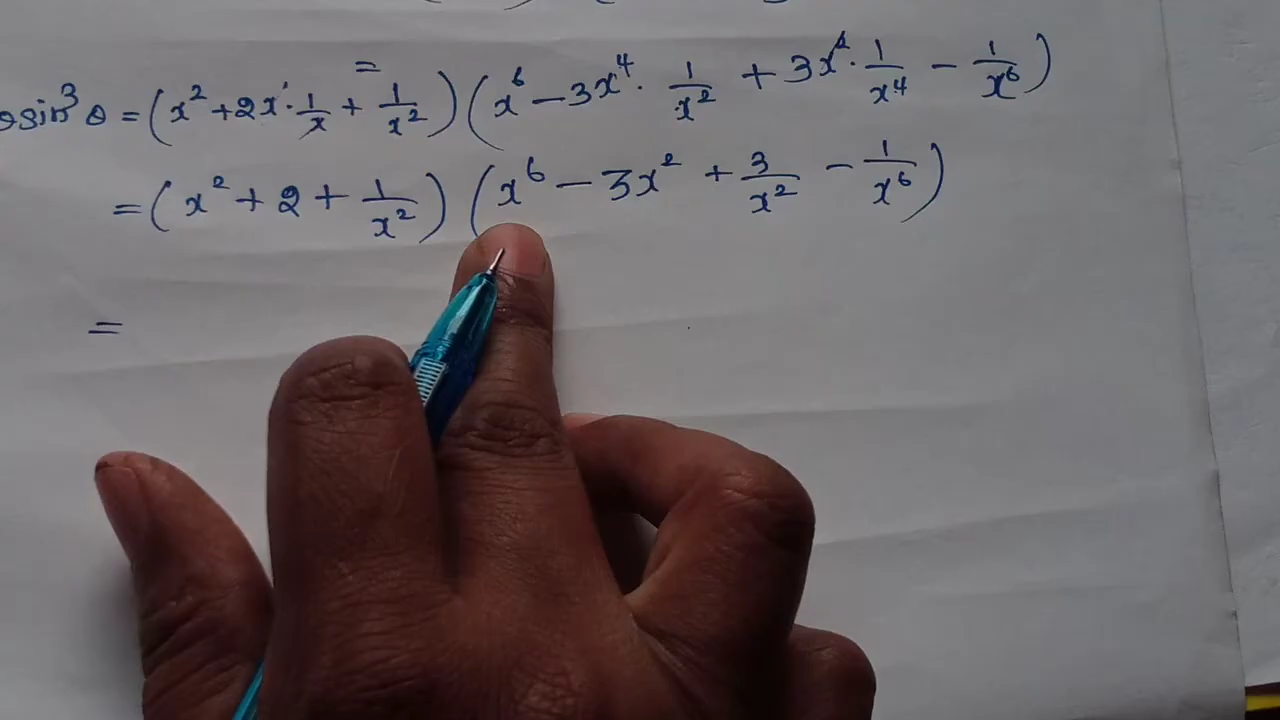 =
θ sin³ θ = (x² + 2x · 1/x + 1/x²) (x⁶ − 3x⁴ · 1/x² + 3x² · 1/x⁴ − 1/x⁶)
= (x² + 2 + 1/x²) (x⁶ − 3x² + 3/x² − 1/x⁶)
=